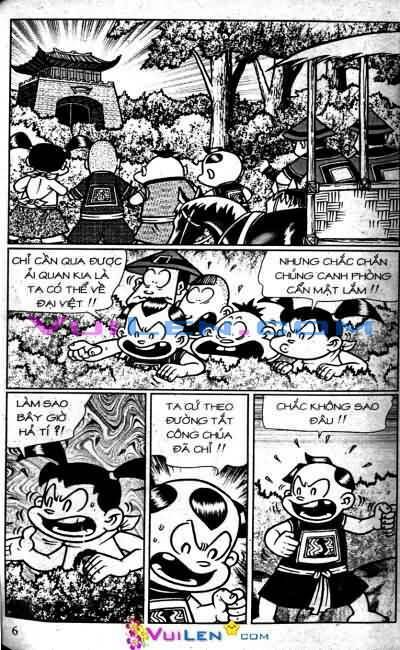 CHỈ CẦN QUA ĐƯỢC
ẢI QUAN KIA LÀ
TA CÓ THỂ VỀ
ĐẠI VIỆT !!
NHƯNG CHẮC CHẮN
CHÚNG CANH PHÒNG
CẨN MẬT LẮM !!
VUILEN.COM
LÀM SAO
BÂY GIỜ
HẢ TÍ ?!
TA CỨ THEO
ĐƯỜNG TẮT
CÔNG CHÚA
ĐÃ CHỈ !!
CHẮC KHÔNG SAO
ĐÂU !!
6
VUILEN.COM